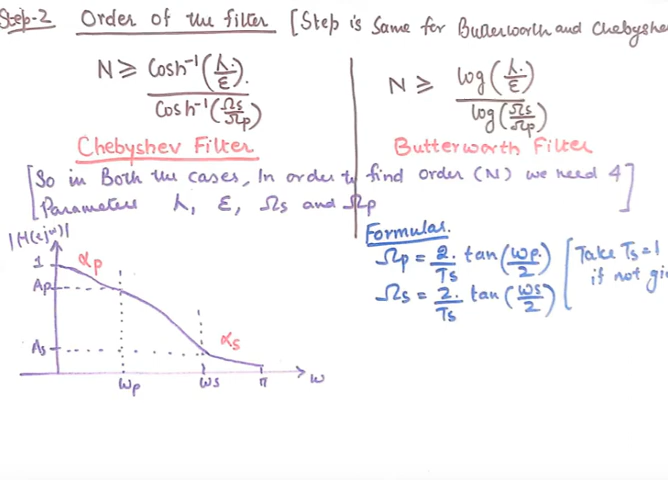 Step-2 Order of the filter [Step is Same for Butterworth and Chebyshe
N ≥ Cosh⁻¹(λ/ε) / Cosh⁻¹(Ωs/Ωp)
Chebyshev Filter
N ≥ log(λ/ε) / log(Ωs/Ωp)
Butterworth Filter
[So in Both the cases, In order to find order (N) we need 4
Parameters λ, ε, Ωs and Ωp]
Formulas.
Ωp = 2/Ts tan(ωp/2) [Take Ts=1
Ωs = 2/Ts tan(ωs/2) if not gi
|H(ejω)|
1 αp
Ap
As αs
ωp ωs π ω